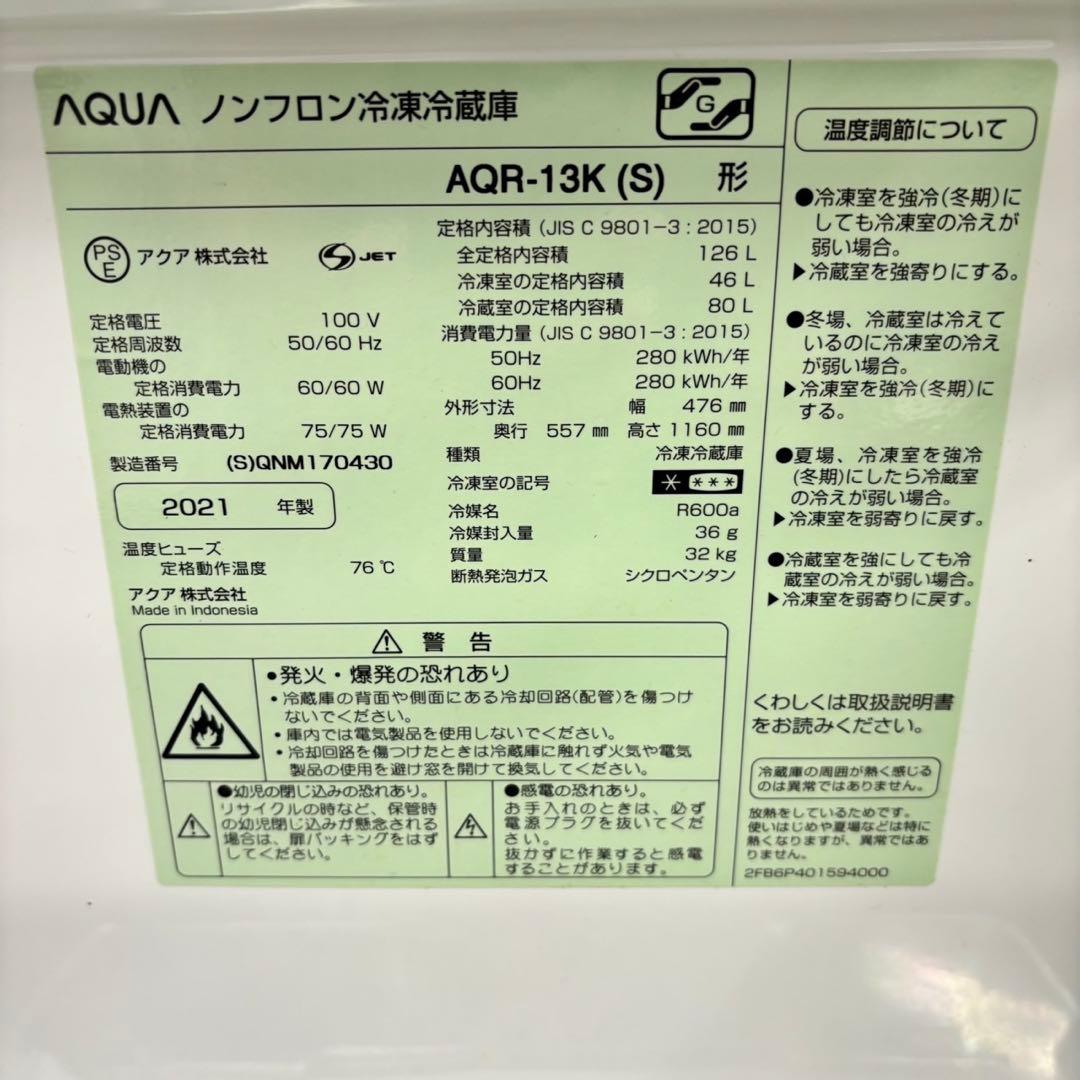 AQUA ノンフロン冷凍冷蔵庫
G
AQR-13K (S) 形
PS
E
アクア 株式会社
S JET
定格電圧 100 V
定格周波数 50/60 Hz
電動機の
定格消費電力 60/60 W
電熱装置の
定格消費電力 75/75 W
製造番号 (S)QNM170430
2021 年製
温度ヒューズ
定格動作温度 76 ℃
アクア 株式会社
Made in Indonesia
定格内容積 (JIS C 9801-3 : 2015)
全定格内容積 126 L
冷凍室の定格内容積 46 L
冷蔵室の定格内容積 80 L
消費電力量 (JIS C 9801-3 : 2015)
50Hz 280 kWh/年
60Hz 280 kWh/年
外形寸法 幅 476 ㎜
奥行 557 ㎜ 高さ 1160 ㎜
種類 冷凍冷蔵庫
冷凍室の記号 * ***
冷媒名 R600a
冷媒封入量 36 g
質量 32 kg
断熱発泡ガス シクロペンタン
⚠ 警 告
●発火・爆発の恐れあり
・冷蔵庫の背面や側面にある冷却回路(配管)を傷つけ
ないでください。
・庫内では電気製品を使用しないでください。
・冷却回路を傷つけたときは冷蔵庫に触れず火気や電気
製品の使用を避け窓を開けて換気してください。
●幼児の閉じ込みの恐れあり。
リサイクルの時など、保管時
の幼児閉じ込みが懸念される
場合は、扉パッキングをはず
してください。
●感電の恐れあり。
お手入れのときは、必ず
電源プラグを抜いてくだ
さい。
抜かずに作業すると感電
することがあります。
温度調節について
●冷凍室を強冷(冬期)に
しても冷凍室の冷えが
弱い場合。
▶冷蔵室を強寄りにする。
●冬場、冷蔵室は冷えて
いるのに冷凍室の冷え
が弱い場合。
▶冷凍室を強冷(冬期)に
する。
●夏場、冷凍室を強冷
(冬期)にしたら冷蔵室
の冷えが弱い場合。
▶冷凍室を弱寄りに戻す。
●冷蔵室を強にしても冷
蔵室の冷えが弱い場合。
▶冷凍室を弱寄りに戻す。
くわしくは取扱説明書
をお読みください。
冷蔵庫の周囲が熱く感じる
のは異常ではありません。
放熱をしているためです。
使いはじめや夏場などは特に
熱くなりますが、異常ではあ
りません。
2FB6P401594000